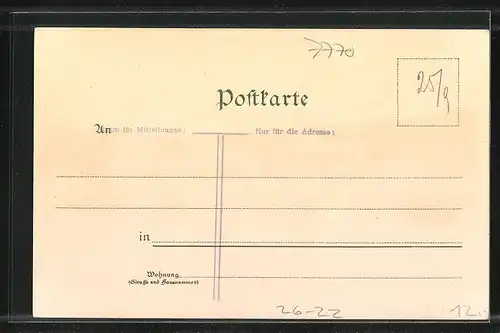 7770
25/9
Postkarte
An
Raum für Mitteilungen: Nur für die Adresse:
in
Wohnung
(Straße und Hausnummer)
26-22 12.-